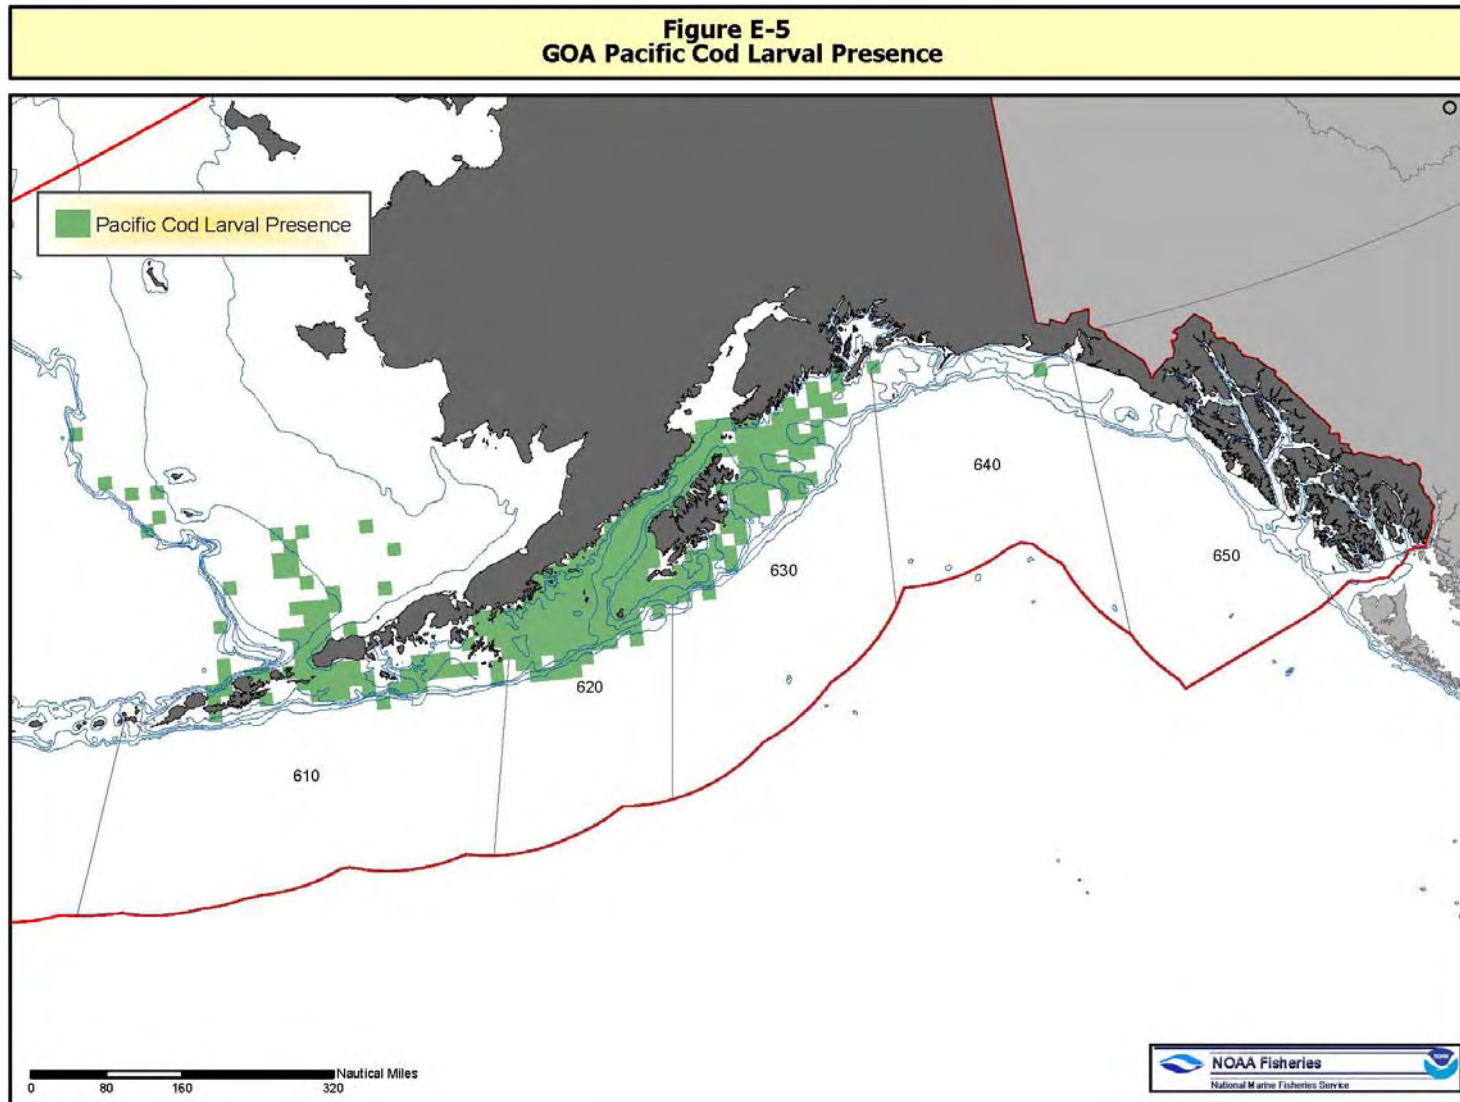 Figure E-5
GOA Pacific Cod Larval Presence
Pacific Cod Larval Presence
640
650
630
620
610
Nautical Miles
0 80 160 320
NOAA Fisheries
National Marine Fisheries Service